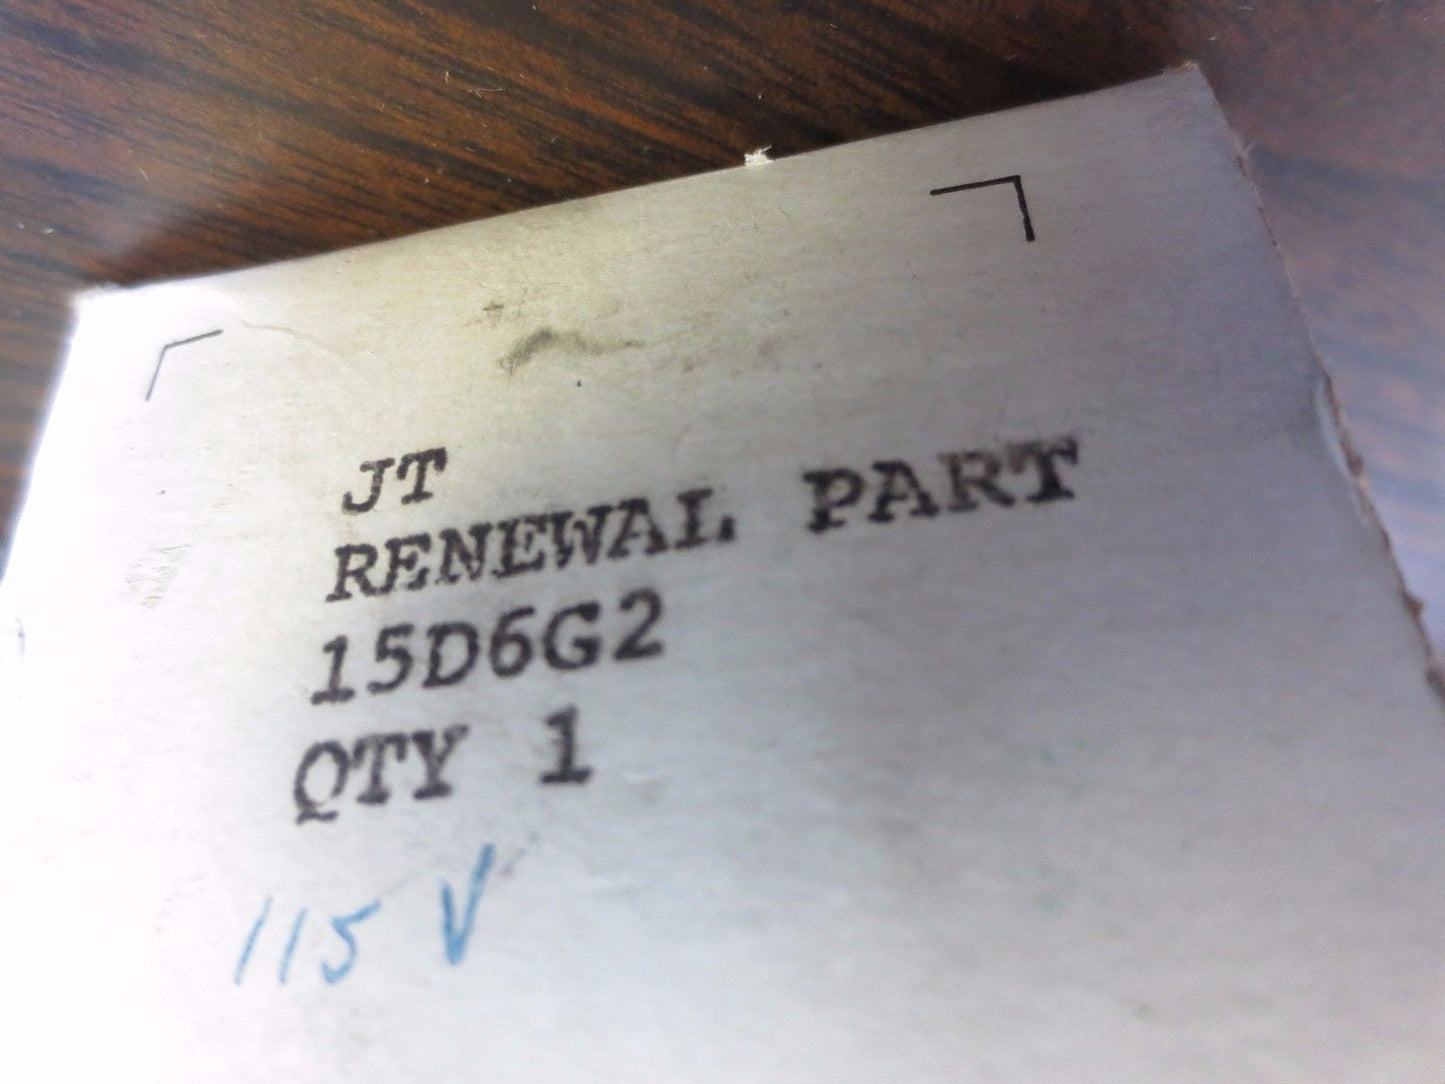 JT
RENEWAL PART
15D6G2
QTY 1
115 V